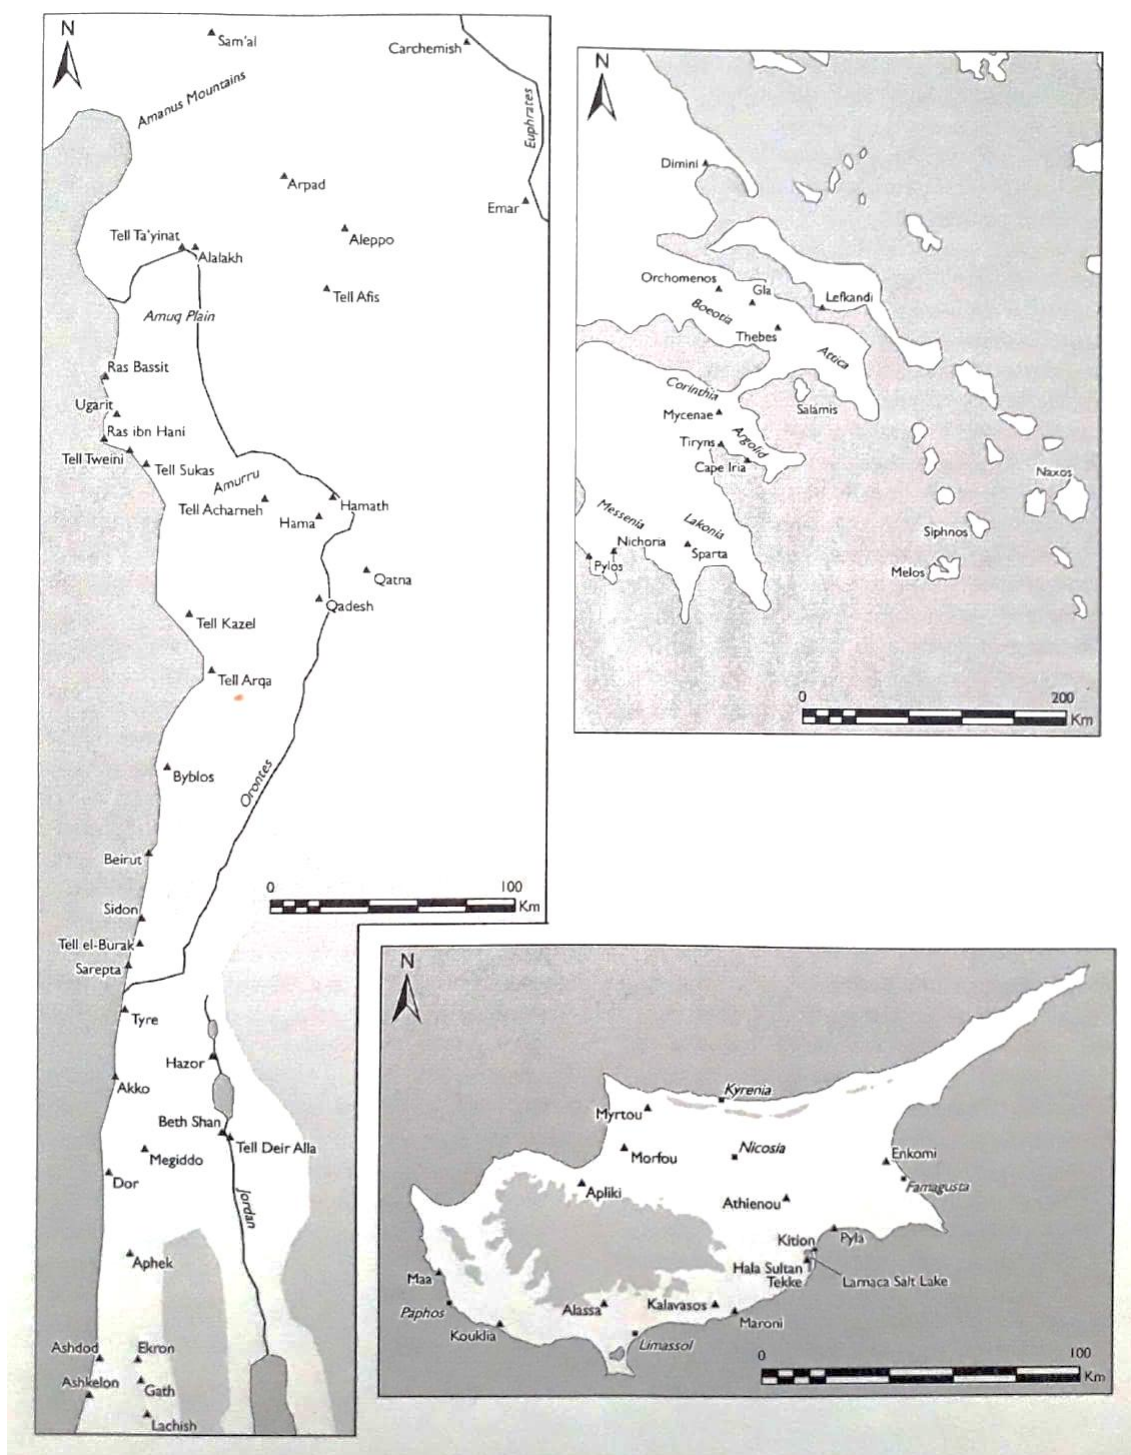 N
Sam'al
Carchemish
Amanus Mountains
Euphrates
Arpad
Emar
Tell Ta'yinat
Aleppo
Alalakh
Tell Afis
Amuq Plain
Ras Bassit
Ugarit
Ras ibn Hani
Tell Tweini
Tell Sukas
Amurru
Tell Acharneh
Hamath
Hama
Qatna
Qadesh
Tell Kazel
Tell Arqa
Byblos
Orontes
Beirut
0 100
Km
Sidon
Tell el-Burak
Sarepta
Tyre
Hazor
Akko
Beth Shan
Tell Deir Alla
Megiddo
Dor
Jordan
Aphek
Ashdod
Ekron
Ashkelon
Gath
Lachish
N
Dimini
Orchomenos
Gla
Lefkandi
Boeotia
Thebes
Attica
Corinthia
Salamis
Mycenae
Argolid
Tiryns
Cape Iria
Naxos
Messenia
Lakonia
Siphnos
Nichoria
Sparta
Pylos
Melos
0 200
Km
N
Kyrenia
Myrtou
Nicosia
Morfou
Enkomi
Famagusta
Apliki
Athienou
Kition
Pyla
Hala Sultan
Tekke
Larnaca Salt Lake
Maa
Paphos
Alassa
Kalavasos
Maroni
Kouklia
Limassol
0 100
Km